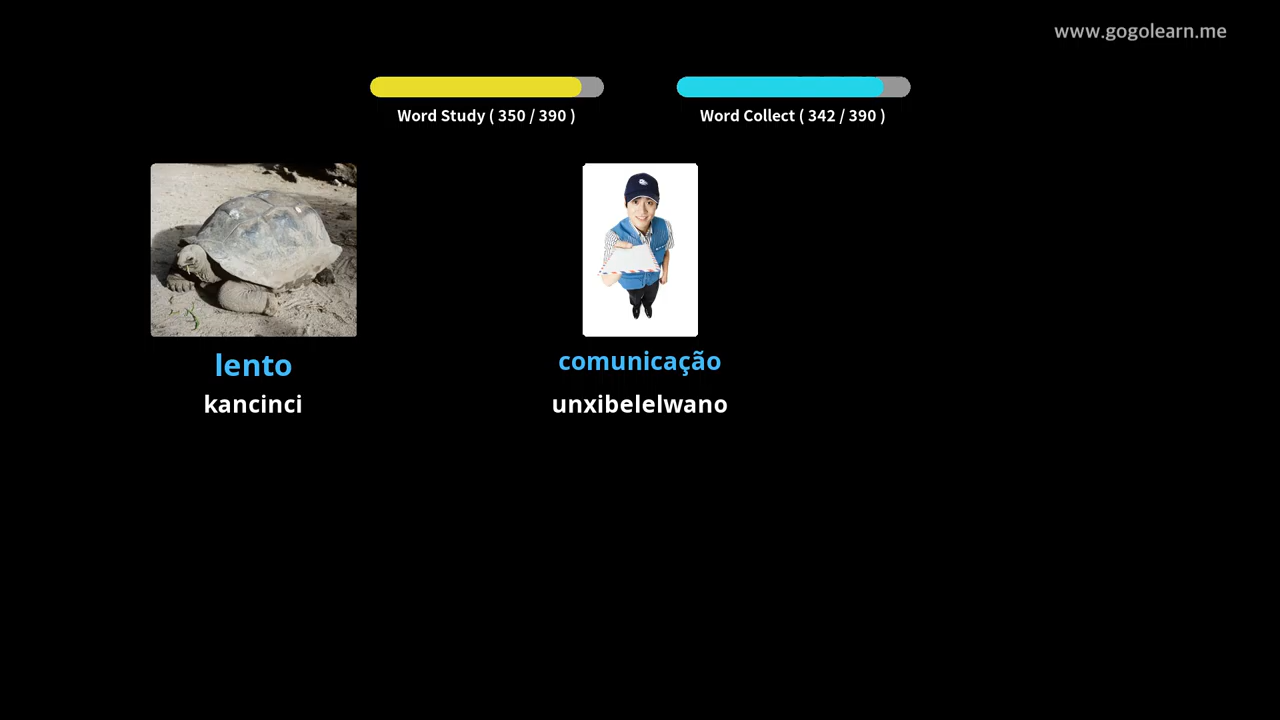 www.gogolearn.me
Word Study ( 350 / 390 )
Word Collect ( 342 / 390 )
lento
kancinci
comunicação
unxibelelwano